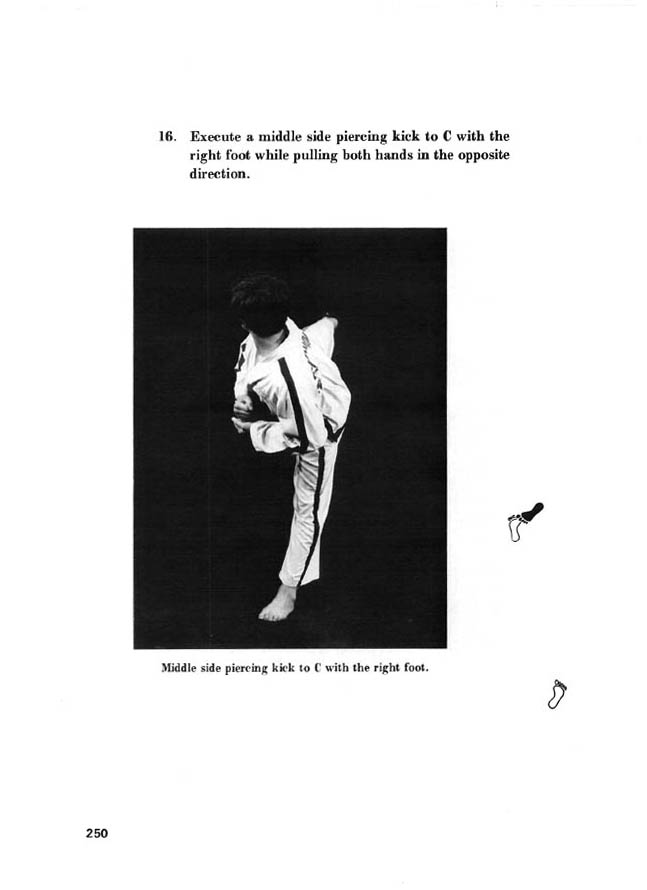 16. Execute a middle side piercing kick to C with the
right foot while pulling both hands in the opposite
direction.
Middle side piercing kick to C with the right foot.
250